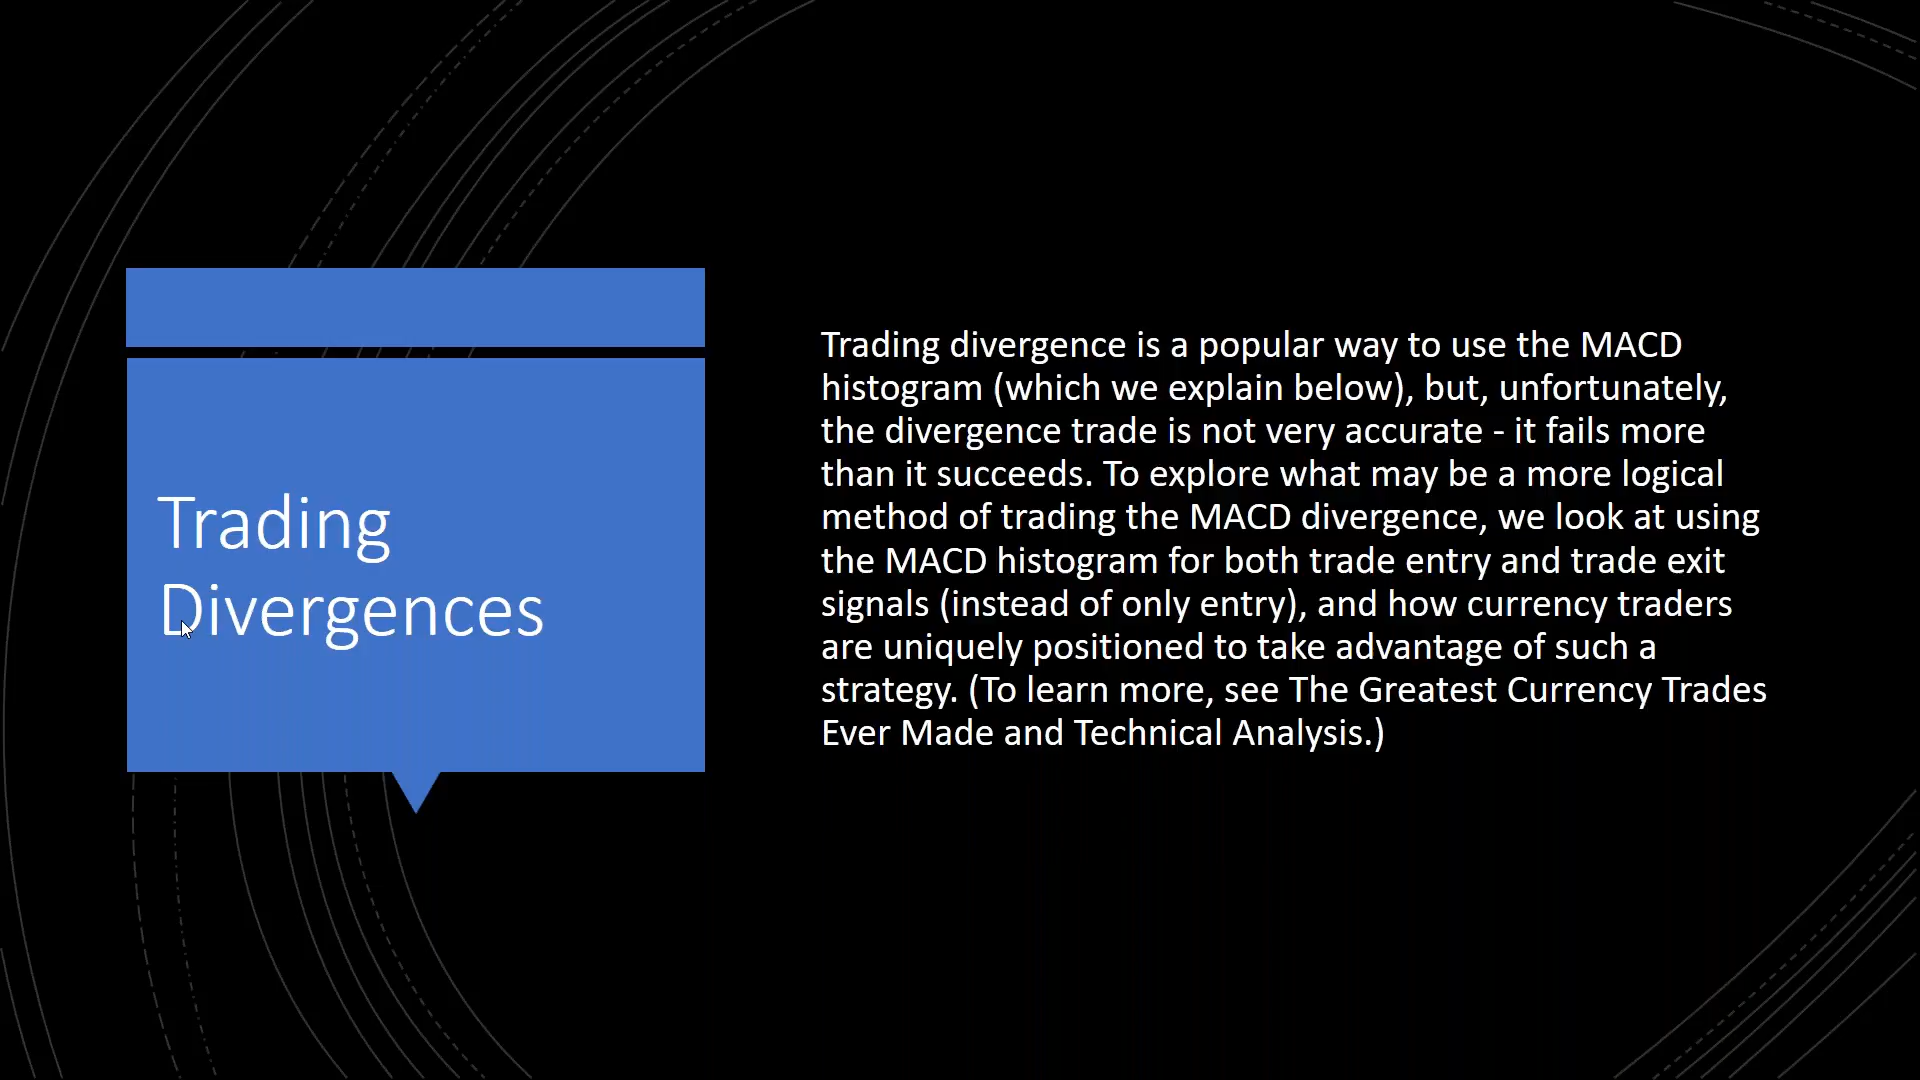 Trading
Divergences
Trading divergence is a popular way to use the MACD
histogram (which we explain below), but, unfortunately,
the divergence trade is not very accurate - it fails more
than it succeeds. To explore what may be a more logical
method of trading the MACD divergence, we look at using
the MACD histogram for both trade entry and trade exit
signals (instead of only entry), and how currency traders
are uniquely positioned to take advantage of such a
strategy. (To learn more, see The Greatest Currency Trades
Ever Made and Technical Analysis.)